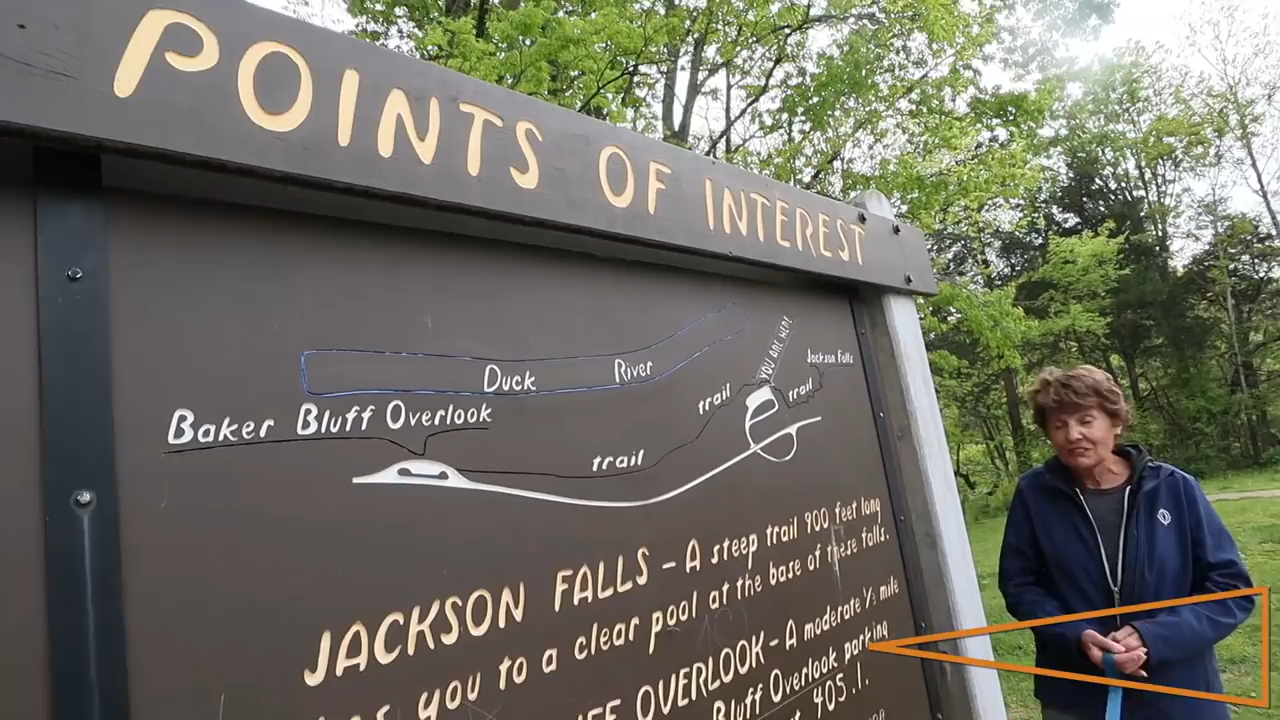 POINTS OF INTEREST
YOU ARE HERE
Jackson Falls
Duck River
trail
trail
Baker Bluff Overlook
trail
JACKSON FALLS - A steep trail 900 feet long
you to a clear pool at the base of these falls.
OVERLOOK - A moderate 1/3 mile
Bluff Overlook parking
405.1.